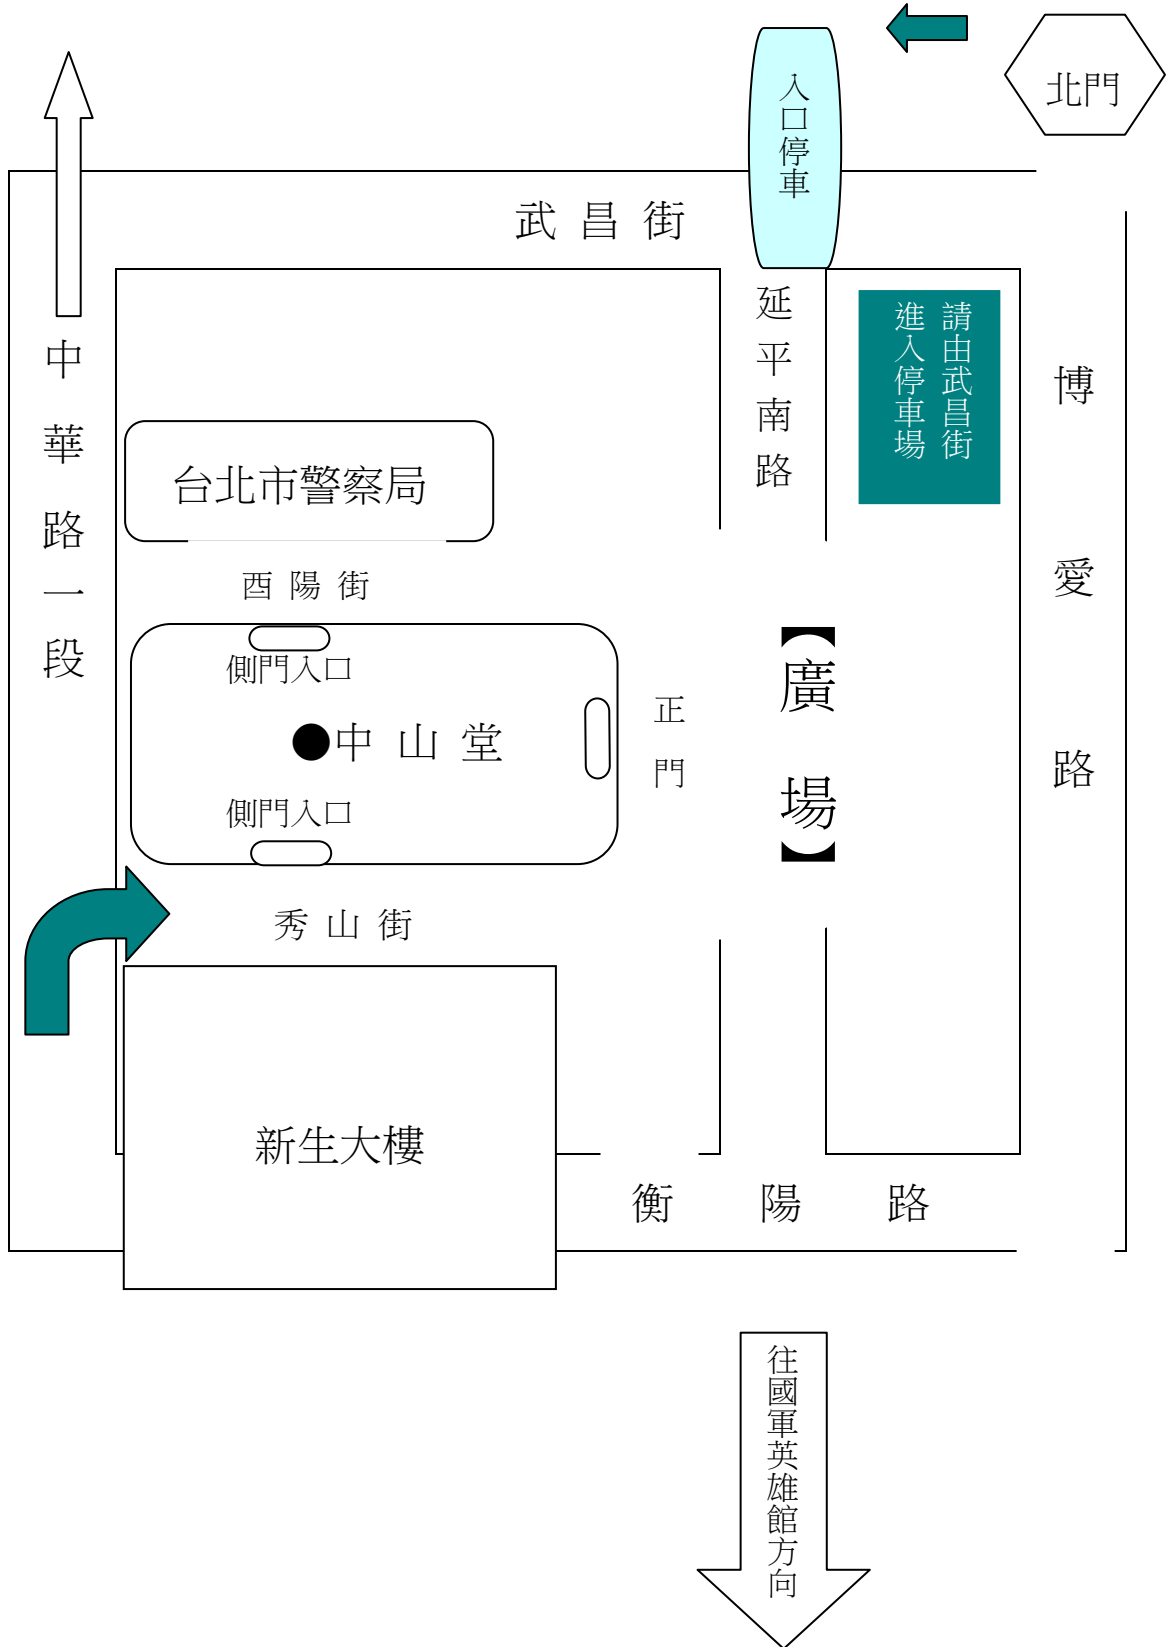 北門
入口停車
武昌街
延平南路
請由武昌街
進入停車場
中華路一段
博愛路
台北市警察局
酉陽街
側門入口
●中山堂
側門入口
正門
【廣場】
秀山街
新生大樓
衡陽路
往國軍英雄館方向